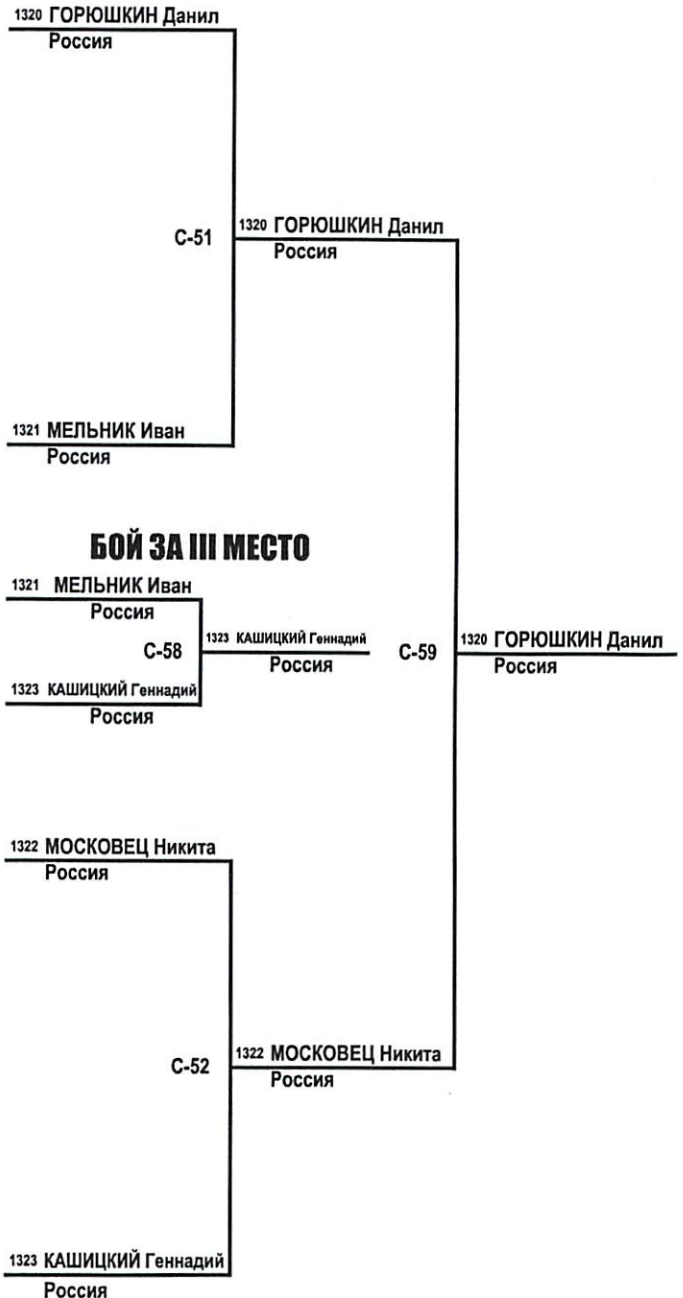 1320 ГОРЮШКИН Данил
Россия
С-51
1320 ГОРЮШКИН Данил
Россия
1321 МЕЛЬНИК Иван
Россия
БОЙ ЗА III МЕСТО
1321 МЕЛЬНИК Иван
Россия
С-58
1323 КАШИЦКИЙ Геннадий
Россия
1323 КАШИЦКИЙ Геннадий
Россия
С-59
1320 ГОРЮШКИН Данил
Россия
1322 МОСКОВЕЦ Никита
Россия
С-52
1322 МОСКОВЕЦ Никита
Россия
1323 КАШИЦКИЙ Геннадий
Россия